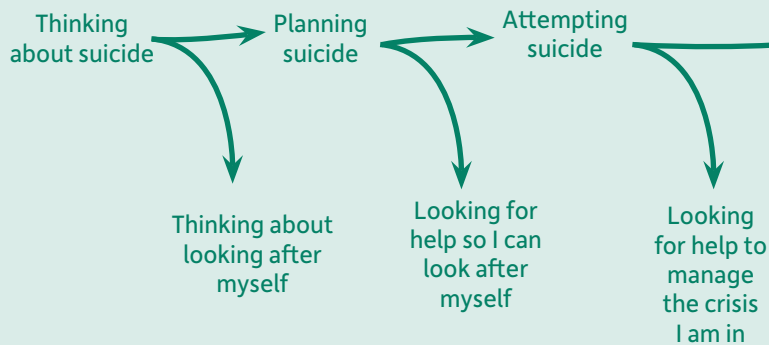 Thinking
about suicide
Planning
suicide
Attempting
suicide
Thinking about
looking after
myself
Looking for
help so I can
look after
myself
Looking
for help to
manage
the crisis
I am in